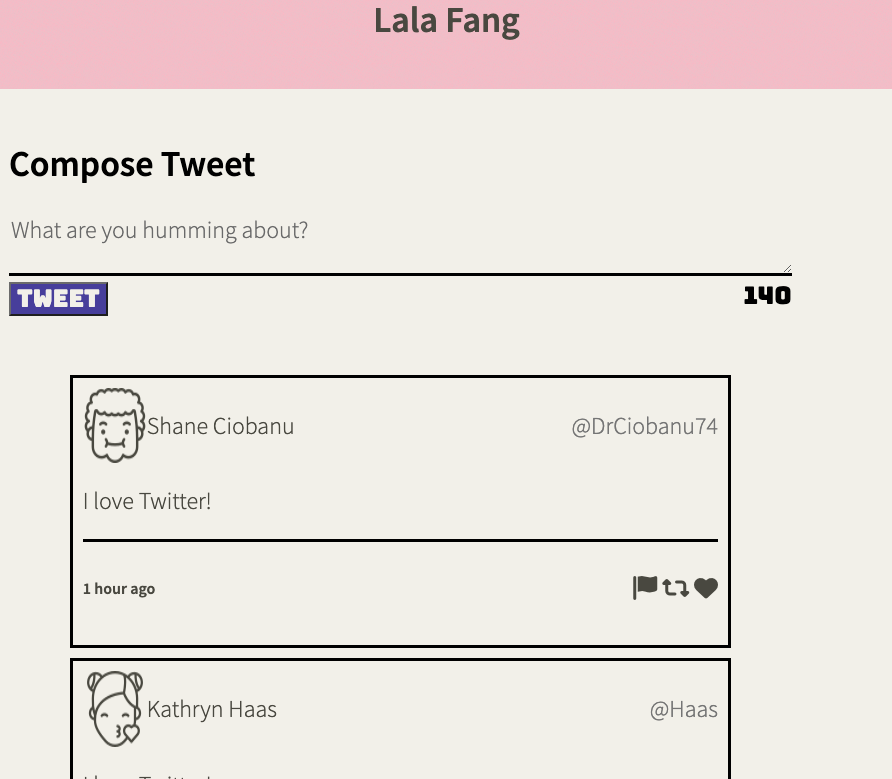 Lala Fang
Compose Tweet
What are you humming about?
TWEET
140
Shane Ciobanu
@DrCiobanu74
I love Twitter!
1 hour ago
Kathryn Haas
@Haas